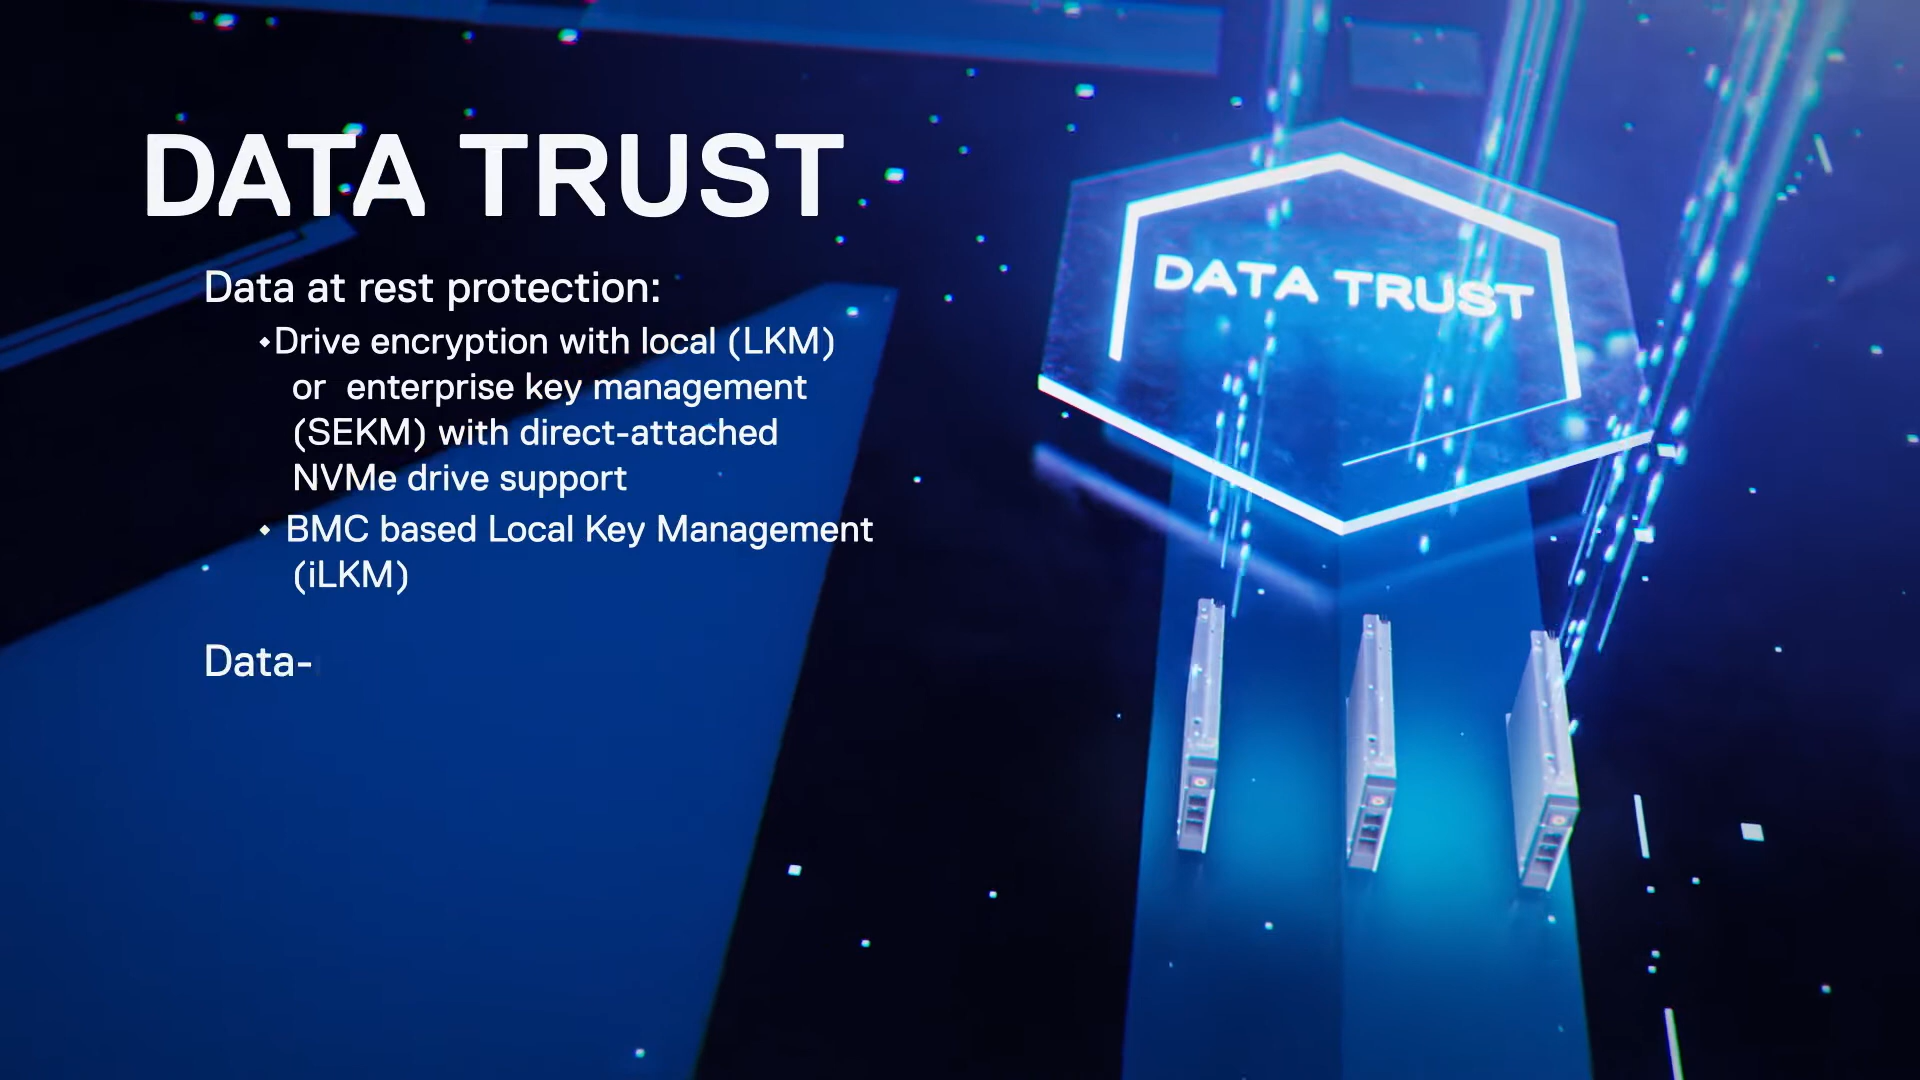 DATA TRUST
Data at rest protection:
•Drive encryption with local (LKM)
or  enterprise key management
(SEKM) with direct-attached
NVMe drive support
• BMC based Local Key Management
(iLKM)
Data-
DATA TRUST